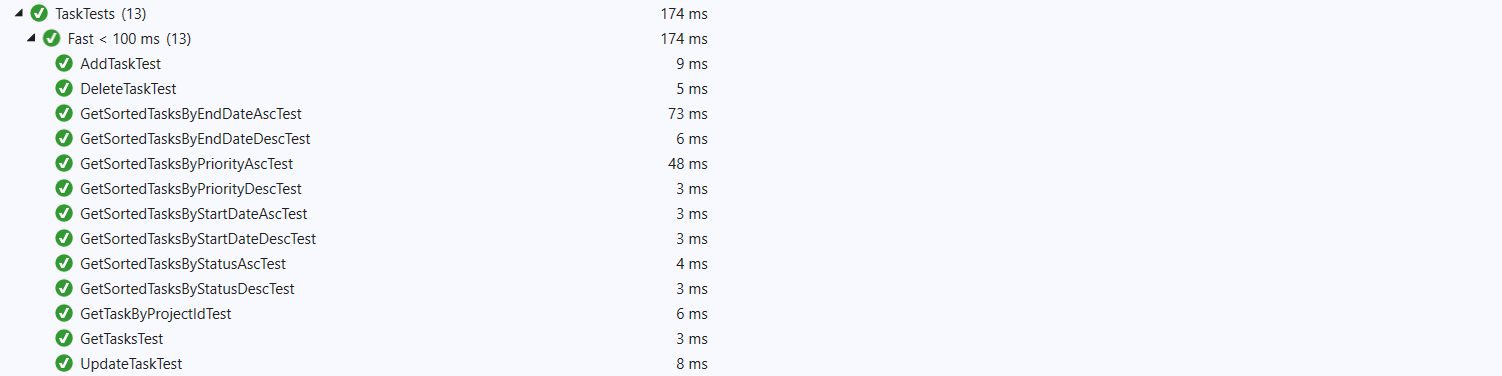 TaskTests (13) 174 ms
Fast < 100 ms (13) 174 ms
AddTaskTest 9 ms
DeleteTaskTest 5 ms
GetSortedTasksByEndDateAscTest 73 ms
GetSortedTasksByEndDateDescTest 6 ms
GetSortedTasksByPriorityAscTest 48 ms
GetSortedTasksByPriorityDescTest 3 ms
GetSortedTasksByStartDateAscTest 3 ms
GetSortedTasksByStartDateDescTest 3 ms
GetSortedTasksByStatusAscTest 4 ms
GetSortedTasksByStatusDescTest 3 ms
GetTaskByProjectIdTest 6 ms
GetTasksTest 3 ms
UpdateTaskTest 8 ms